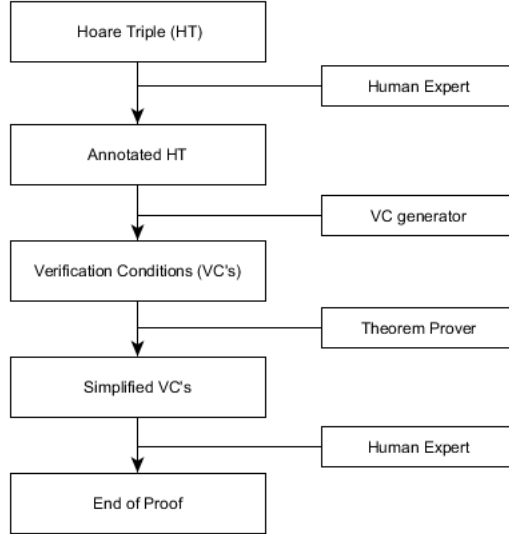 Hoare Triple (HT)
Human Expert
Annotated HT
VC generator
Verification Conditions (VC's)
Theorem Prover
Simplified VC's
Human Expert
End of Proof